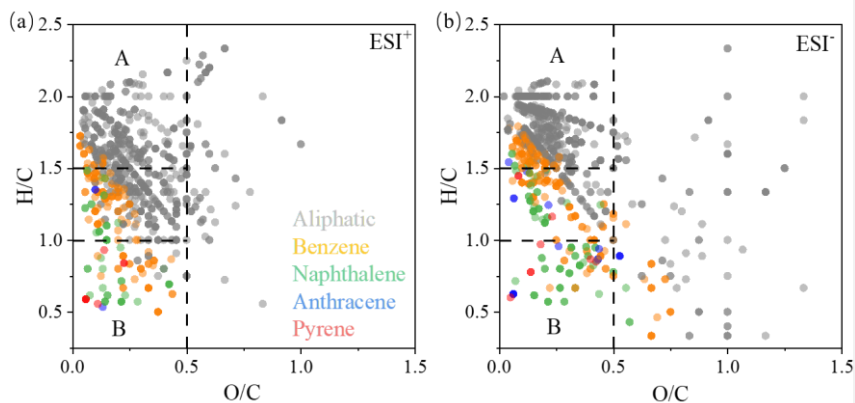 (a)
2.5
2.0
1.5
1.0
0.5
H/C
A
ESI⁺
B
Aliphatic
Benzene
Naphthalene
Anthracene
Pyrene
0.0
0.5
1.0
1.5
O/C
(b)
2.5
2.0
1.5
1.0
0.5
H/C
A
ESI⁻
B
0.0
0.5
1.0
1.5
O/C